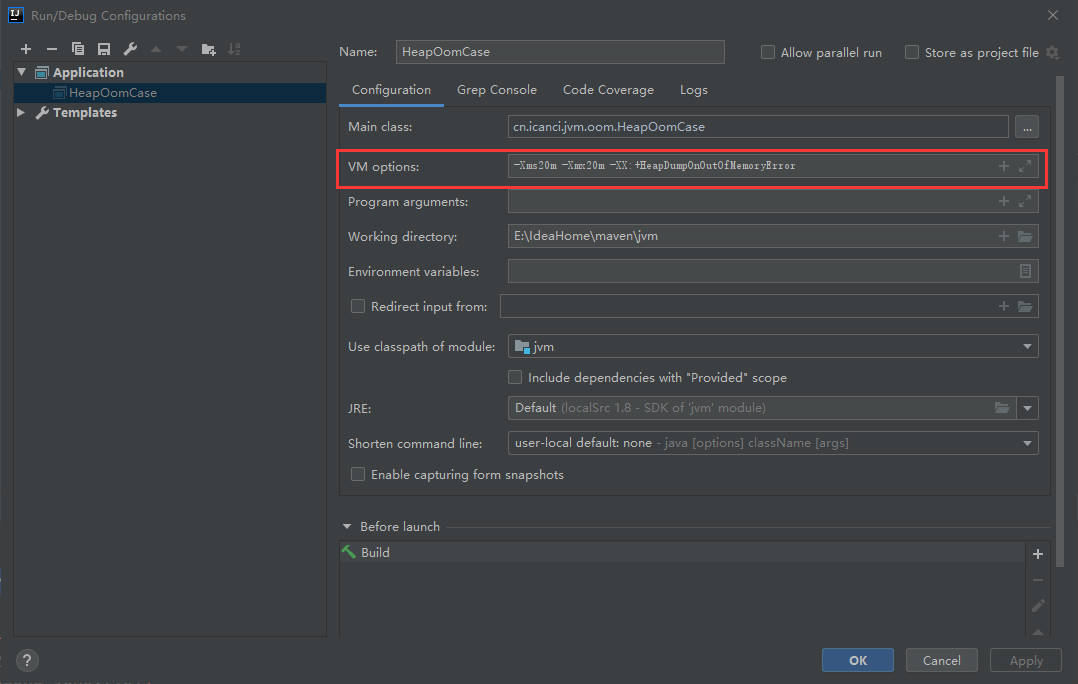 Run/Debug Configurations
Name: HeapOomCase
Allow parallel run
Store as project file
Application
HeapOomCase
Templates
Configuration Grep Console Code Coverage Logs
Main class: cn.icanci.jvm.oom.HeapOomCase ...
VM options: -Xms20m -Xmx20m -XX:+HeapDumpOnOutOfMemoryError
Program arguments:
Working directory: E:\IdeaHome\maven\jvm
Environment variables:
Redirect input from:
Use classpath of module: jvm
Include dependencies with "Provided" scope
JRE: Default (localSrc 1.8 - SDK of 'jvm' module)
Shorten command line: user-local default: none - java [options] className [args]
Enable capturing form snapshots
Before launch
Build
? OK Cancel Apply